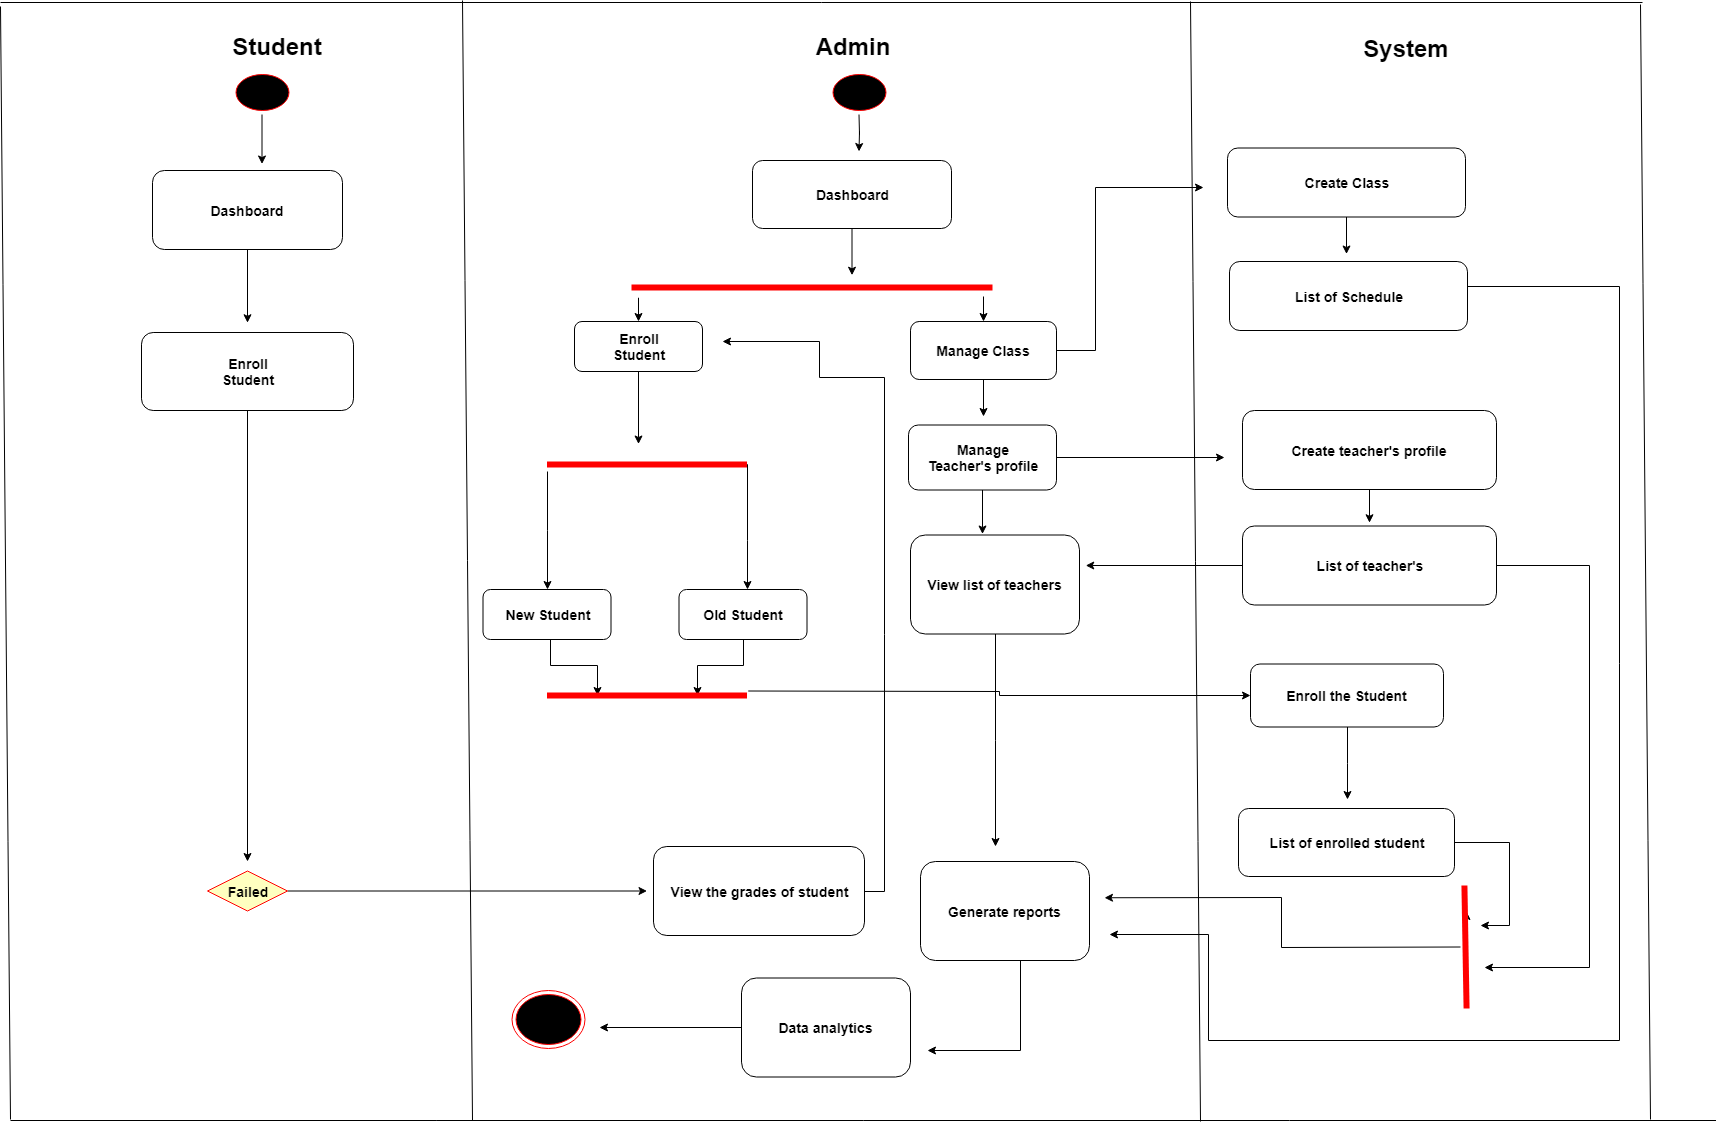 Student
Admin
System
Dashboard
Enroll
Student
Failed
Dashboard
Enroll
Student
Manage Class
Manage
Teacher's profile
View list of teachers
New Student
Old Student
View the grades of student
Generate reports
Data analytics
Create Class
List of Schedule
Create teacher's profile
List of teacher's
Enroll the Student
List of enrolled student